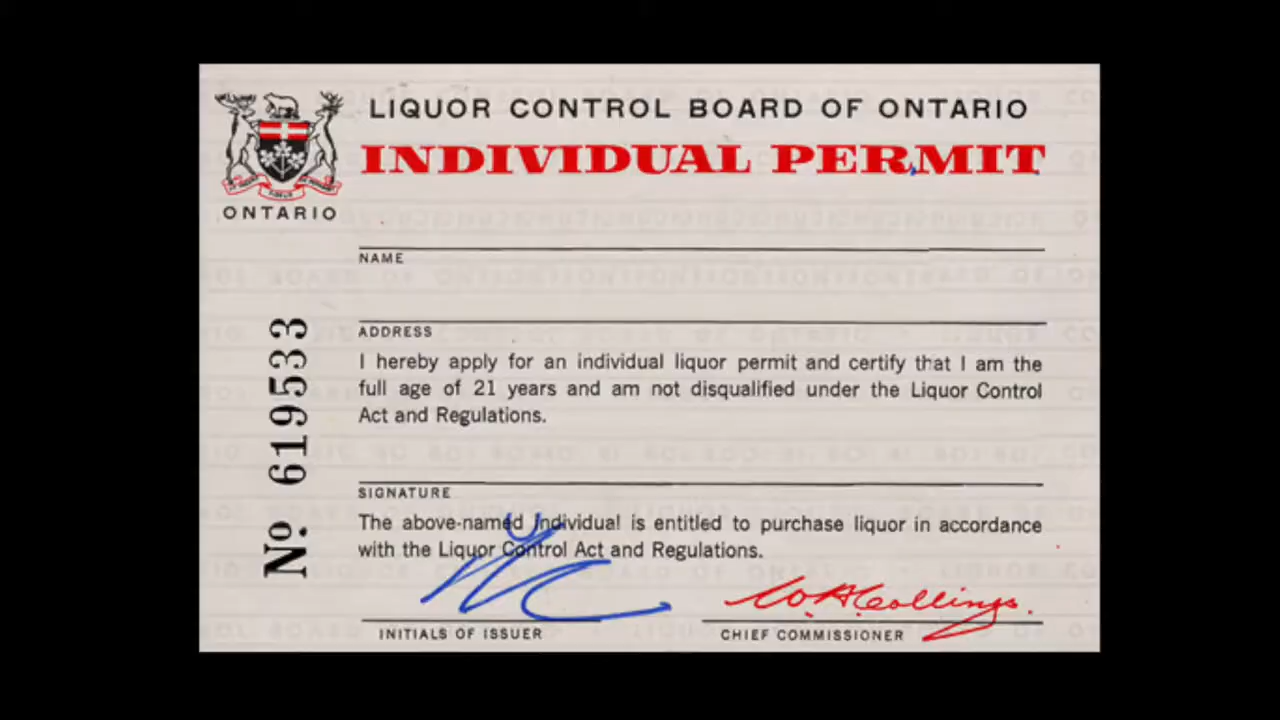 LIQUOR CONTROL BOARD OF ONTARIO
INDIVIDUAL PERMIT
ONTARIO
NAME
ADDRESS
I hereby apply for an individual liquor permit and certify that I am the
full age of 21 years and am not disqualified under the Liquor Control
Act and Regulations.
No. 619533
SIGNATURE
The above-named individual is entitled to purchase liquor in accordance
with the Liquor Control Act and Regulations.
W.H.Collings.
INITIALS OF ISSUER
CHIEF COMMISSIONER